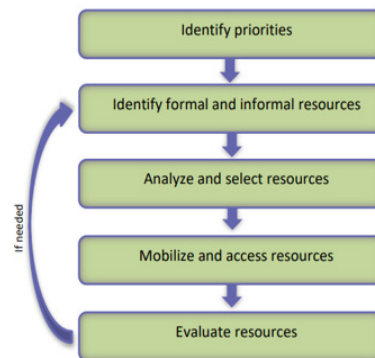 Identify priorities
Identify formal and informal resources
Analyze and select resources
Mobilize and access resources
Evaluate resources
If needed